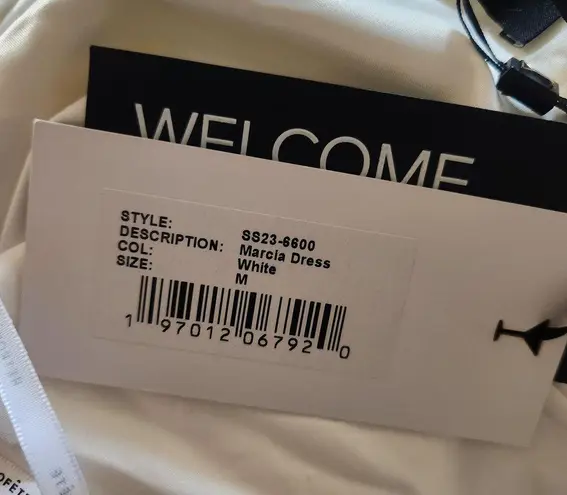 WELCOME
STYLE: SS23-6600
DESCRIPTION: Marcia Dress
COL: White
SIZE: M
1 97012 06792 0